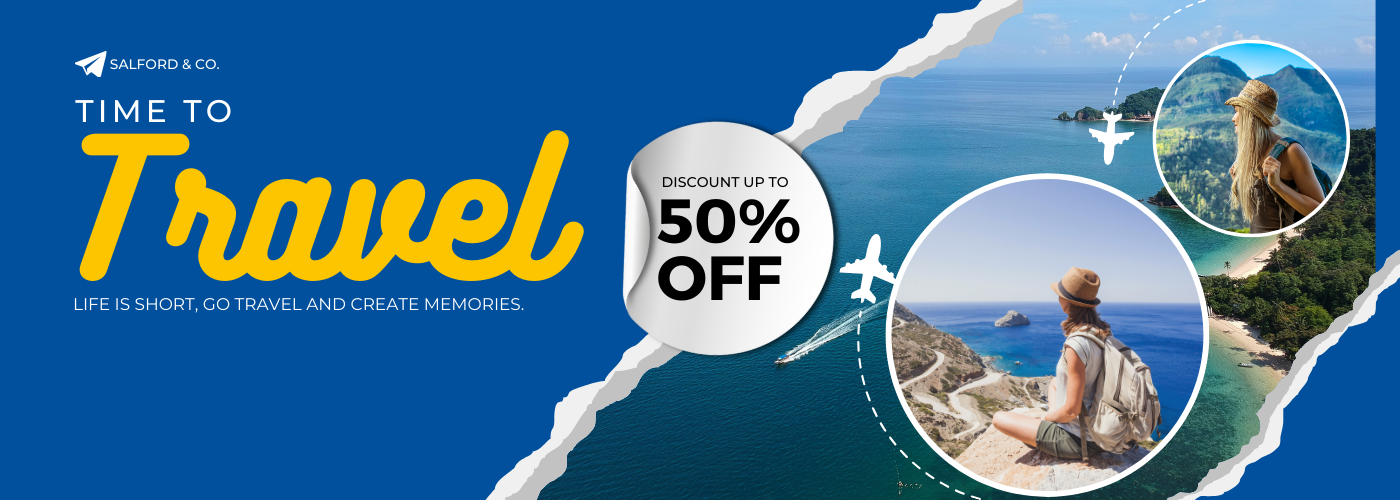 SALFORD & CO.
TIME TO
Travel
LIFE IS SHORT, GO TRAVEL AND CREATE MEMORIES.
DISCOUNT UP TO
50%
OFF